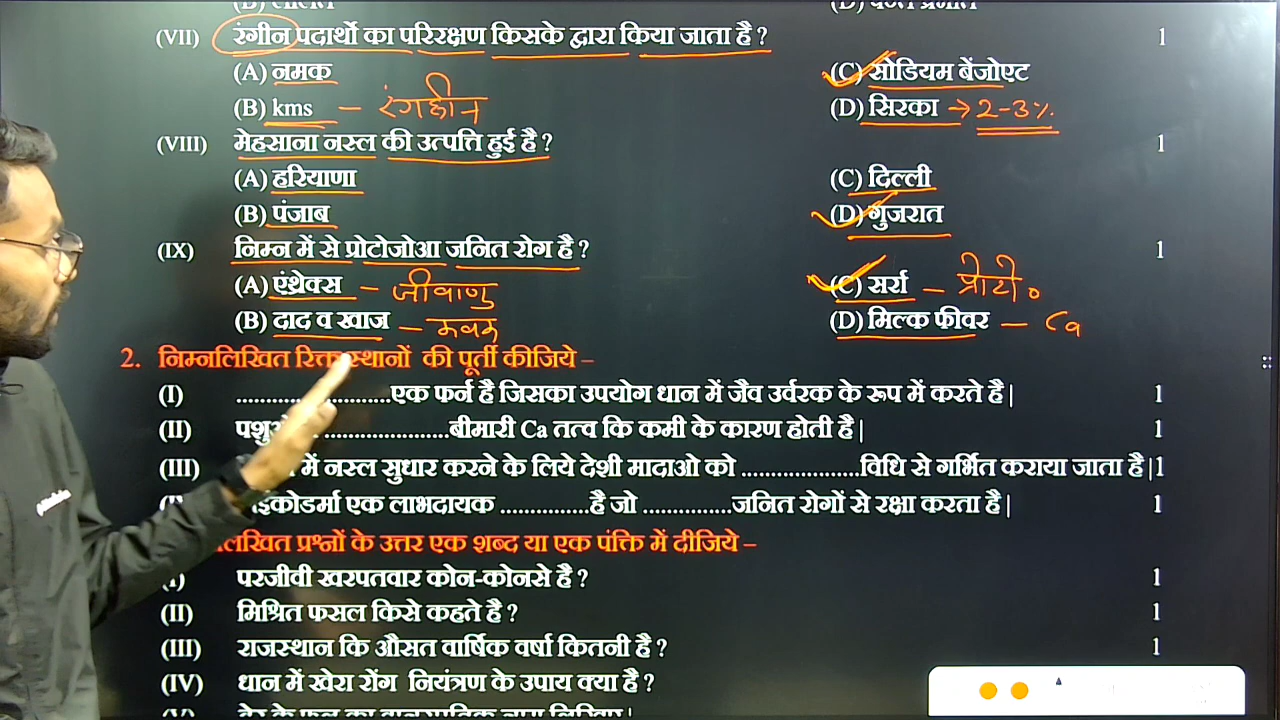 (VII) रंगीन पदार्थो का परिरक्षण किसके द्वारा किया जाता है ? 1
(A) नमक (C) सोडियम बेंजोएट
(B) kms – रंगहीन (D) सिरका → 2-3%
(VIII) मेहसाना नस्ल की उत्पत्ति हुई है ? 1
(A) हरियाणा (C) दिल्ली
(B) पंजाब (D) गुजरात
(IX) निम्न में से प्रोटोजोआ जनित रोग है ? 1
(A) एंथ्रेक्स – जीवाणु (C) सर्रा – प्रोटो०
(B) दाद व खाज – कवक (D) मिल्क फीवर – Ca
2. निम्नलिखित रिक्त स्थानों की पूर्ती कीजिये –
(I) ..........................एक फर्न है जिसका उपयोग धान में जैव उर्वरक के रूप में करते है | 1
(II) .....................बीमारी Ca तत्व कि कमी के कारण होती है | 1
(III) में नस्ल सुधार करने के लिये देशी मादाओ को ....................विधि से गर्भित कराया जाता है | 1
एक लाभदायक ...............है जो ...............जनित रोगों से रक्षा करता है | 1
प्रश्नों के उत्तर एक शब्द या एक पंक्ति में दीजिये –
परजीवी खरपतवार कोन-कोनसे है ? 1
(II) मिश्रित फसल किसे कहते है ? 1
(III) राजस्थान कि औसत वार्षिक वर्षा कितनी है ? 1
(IV) धान में खेरा रोंग नियंत्रण के उपाय क्या है ?